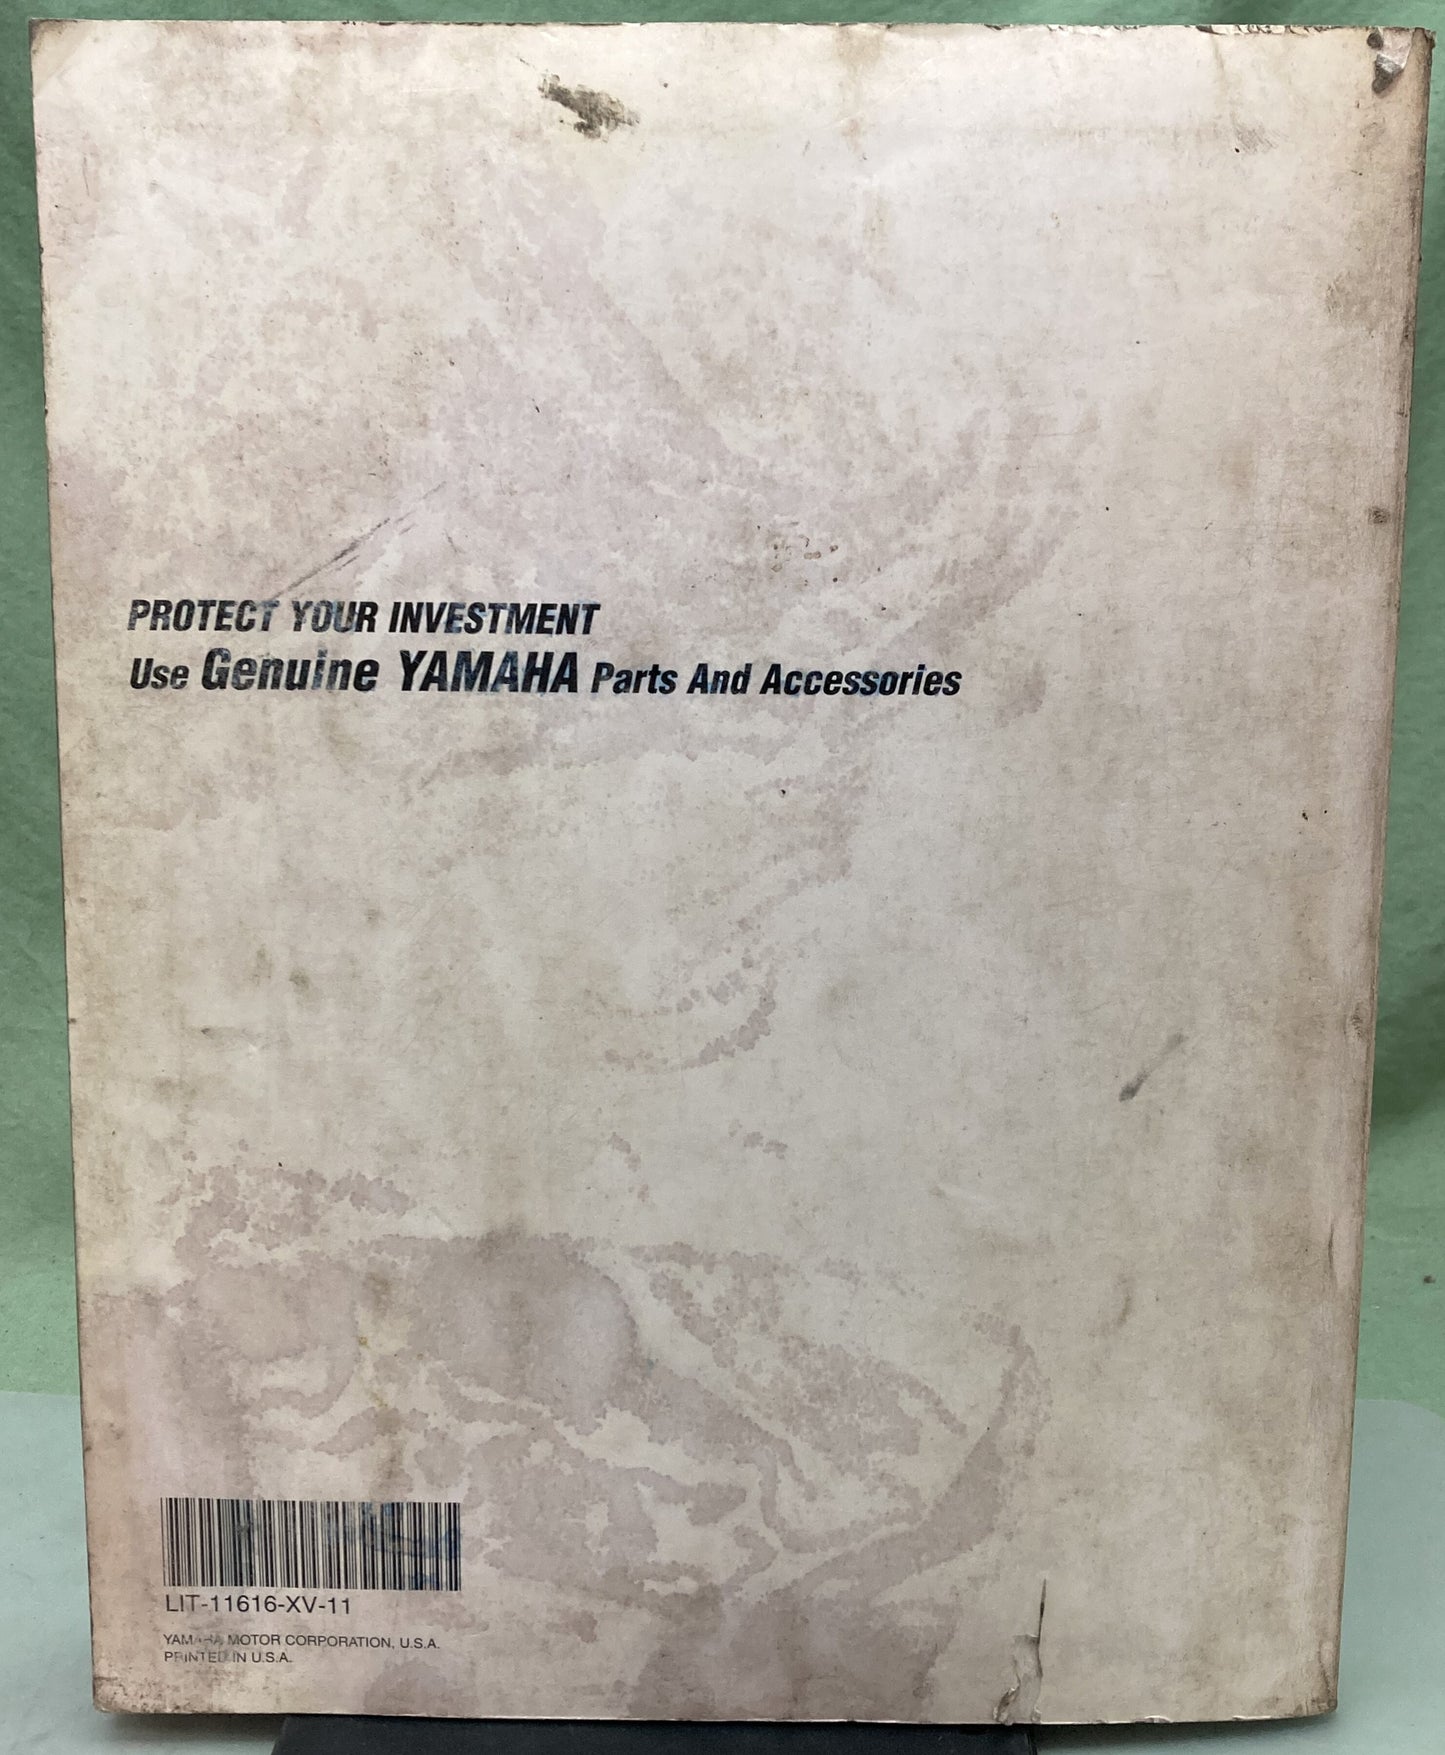 PROTECT YOUR INVESTMENT
Use Genuine YAMAHA Parts And Accessories
LIT-11616-XV-11
YAMAHA MOTOR CORPORATION, U.S.A.
PRINTED IN U.S.A.